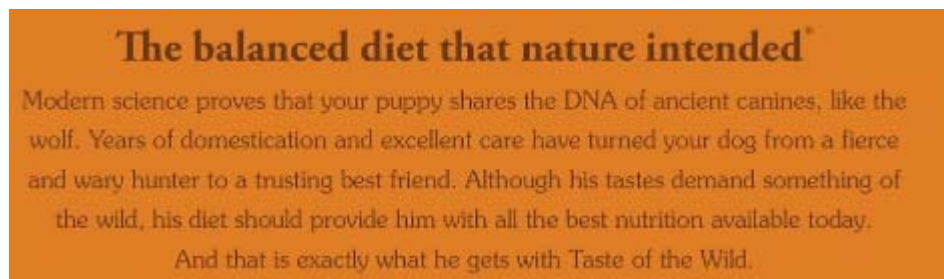 The balanced diet that nature intended®
Modern science proves that your puppy shares the DNA of ancient canines, like the
wolf. Years of domestication and excellent care have turned your dog from a fierce
and wary hunter to a trusting best friend. Although his tastes demand something of
the wild, his diet should provide him with all the best nutrition available today.
And that is exactly what he gets with Taste of the Wild.